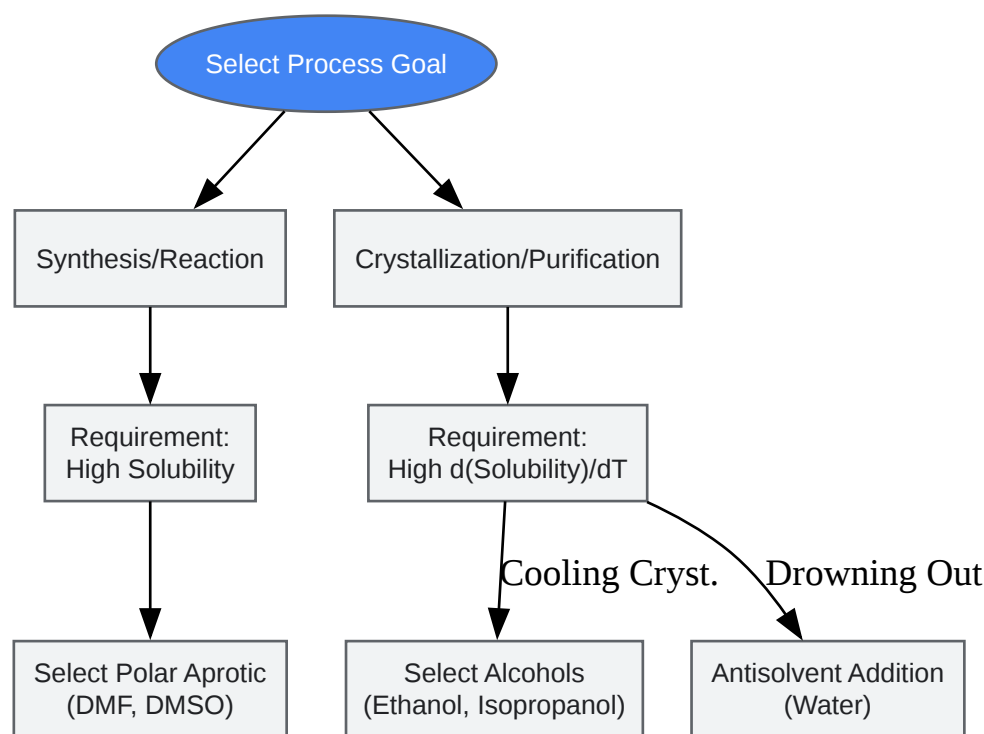 Select Process Goal
Synthesis/Reaction
Crystallization/Purification
Requirement:
High Solubility
Requirement:
High d(Solubility)/dT
Cooling Cryst.
Drowning Out
Select Polar Aprotic
(DMF, DMSO)
Select Alcohols
(Ethanol, Isopropanol)
Antisolvent Addition
(Water)